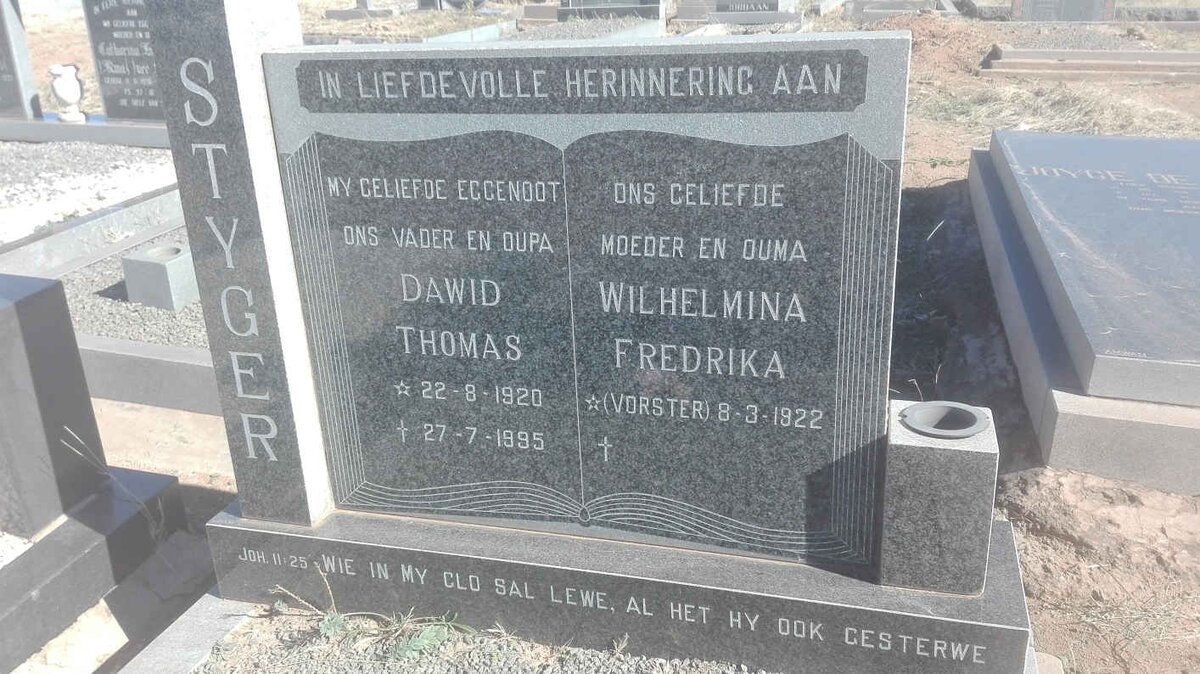 STYGER
IN LIEFDEVOLLE HERINNERING AAN
MY GELIEFDE EGGENOOT
ONS VADER EN OUPA
DAWID
THOMAS
☆ 22-8-1920
† 27-7-1995
ONS GELIEFDE
MOEDER EN OUMA
WILHELMINA
FREDRIKA
☆(VORSTER) 8-3-1922
†
JOH. 11:25 WIE IN MY GLO SAL LEWE, AL HET HY OOK GESTERWE
JOYCE DE